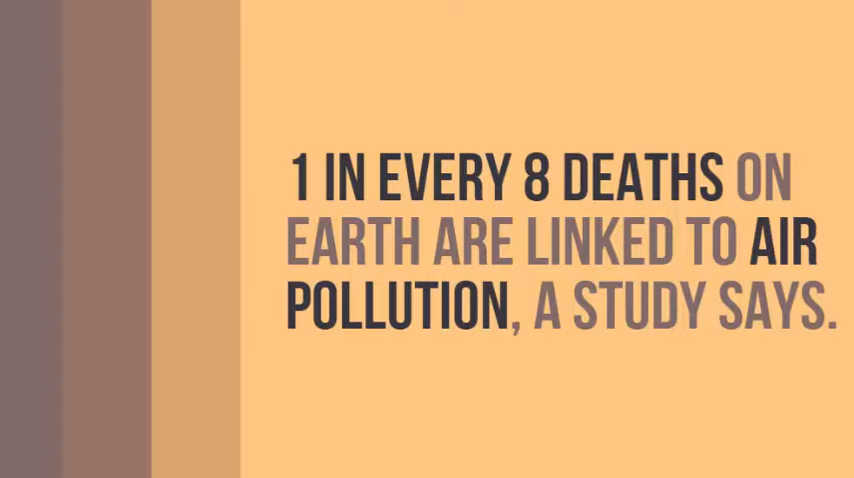 1 IN EVERY 8 DEATHS ON
EARTH ARE LINKED TO AIR
POLLUTION, A STUDY SAYS.